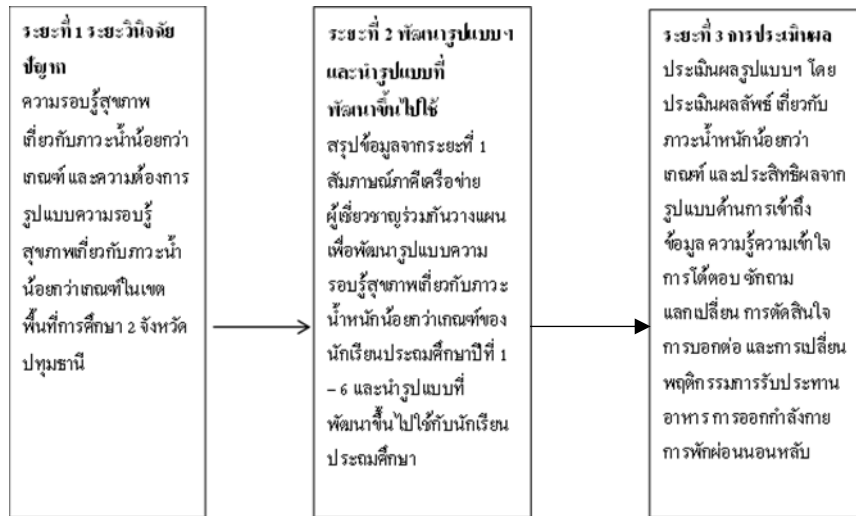 ระยะที่ 1 ระยะวินิจฉัย
ปัญหา
ความรอบรู้สุขภาพ
เกี่ยวกับภาวะน้ำน้อยกว่า
เกณฑ์ และความต้องการ
รูปแบบความรอบรู้
สุขภาพเกี่ยวกับภาวะน้ำ
น้อยกว่าเกณฑ์ในเขต
พื้นที่การศึกษา 2 จังหวัด
ปทุมธานี
ระยะที่ 2 พัฒนารูปแบบฯ
และนำรูปแบบที่
พัฒนาขึ้นไปใช้
สรุปข้อมูลจากระยะที่ 1
สัมภาษณ์ภาคีเครือข่าย
ผู้เชี่ยวชาญร่วมกันวางแผน
เพื่อพัฒนารูปแบบความ
รอบรู้สุขภาพเกี่ยวกับภาวะ
น้ำหนักน้อยกว่าเกณฑ์ของ
นักเรียนประถมศึกษาปีที่ 1
– 6 และนำรูปแบบที่
พัฒนาขึ้นไปใช้กับนักเรียน
ประถมศึกษา
ระยะที่ 3 การประเมินผล
ประเมินผลรูปแบบฯ โดย
ประเมินผลลัพธ์ เกี่ยวกับ
ภาวะน้ำหนักน้อยกว่า
เกณฑ์ และประสิทธิผลจาก
รูปแบบด้านการเข้าถึง
ข้อมูล ความรู้ความเข้าใจ
การโต้ตอบ ซักถาม
แลกเปลี่ยน การตัดสินใจ
การบอกต่อ และการเปลี่ยน
พฤติกรรมการรับประทาน
อาหาร การออกกำลังกาย
การพักผ่อนนอนหลับ